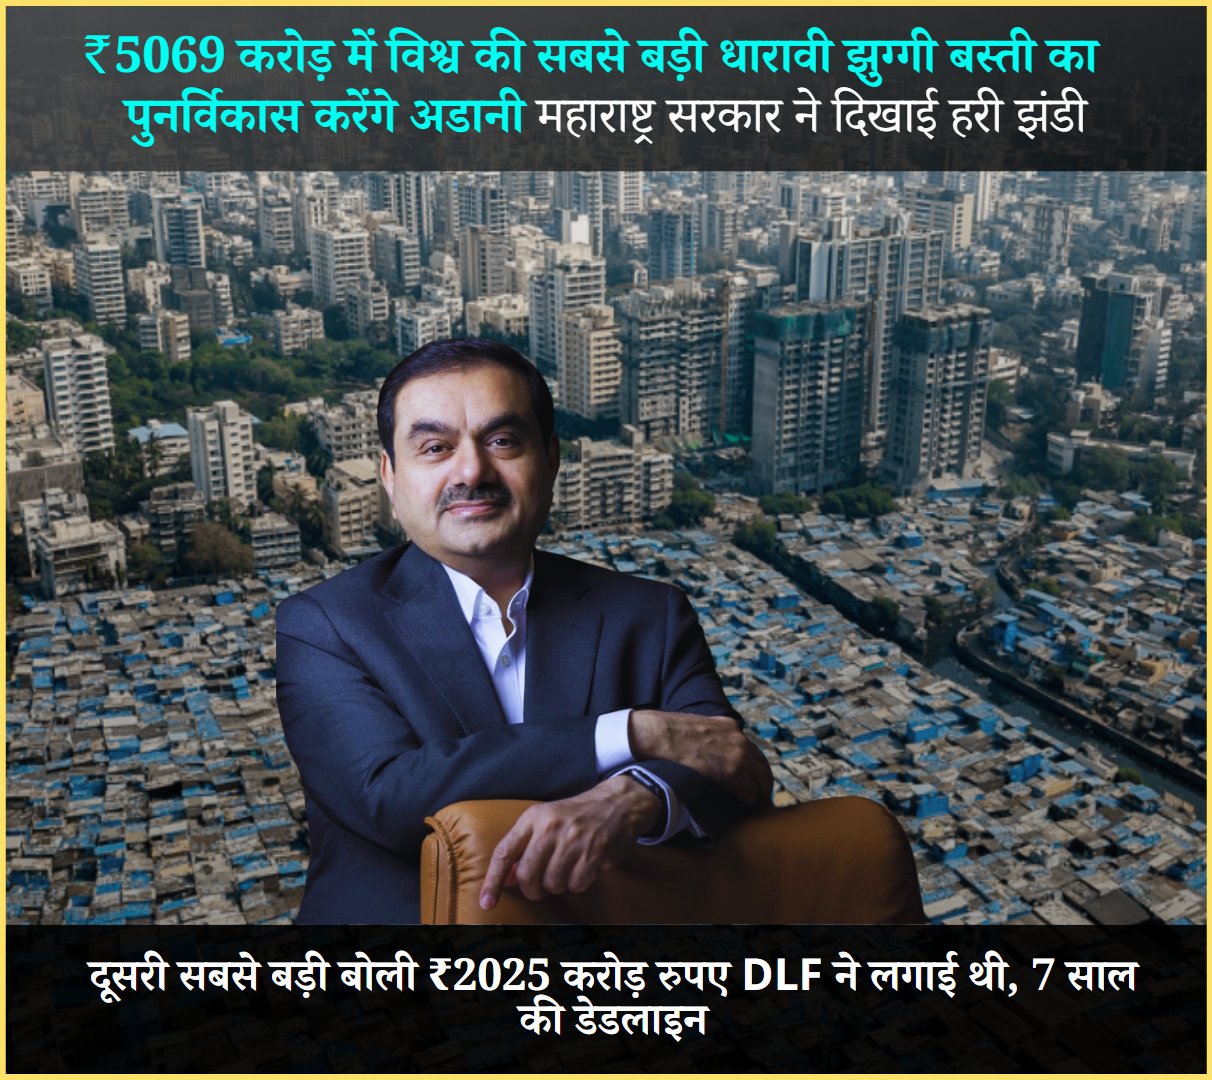 ₹5069 करोड़ में विश्व की सबसे बड़ी धारावी झुग्गी बस्ती का
पुनर्विकास करेंगे अडानी महाराष्ट्र सरकार ने दिखाई हरी झंडी
दूसरी सबसे बड़ी बोली ₹2025 करोड़ रुपए DLF ने लगाई थी, 7 साल
की डेडलाइन